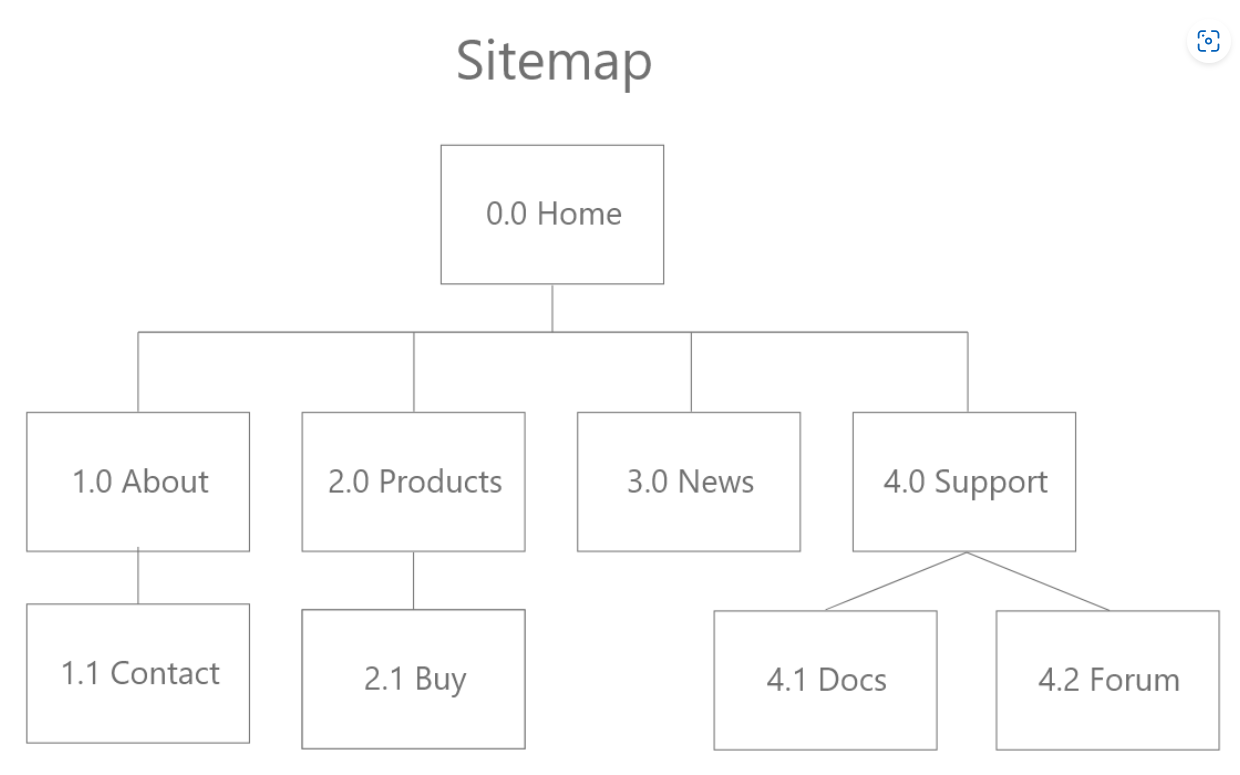 Sitemap
0.0 Home
1.0 About
2.0 Products
3.0 News
4.0 Support
1.1 Contact
2.1 Buy
4.1 Docs
4.2 Forum